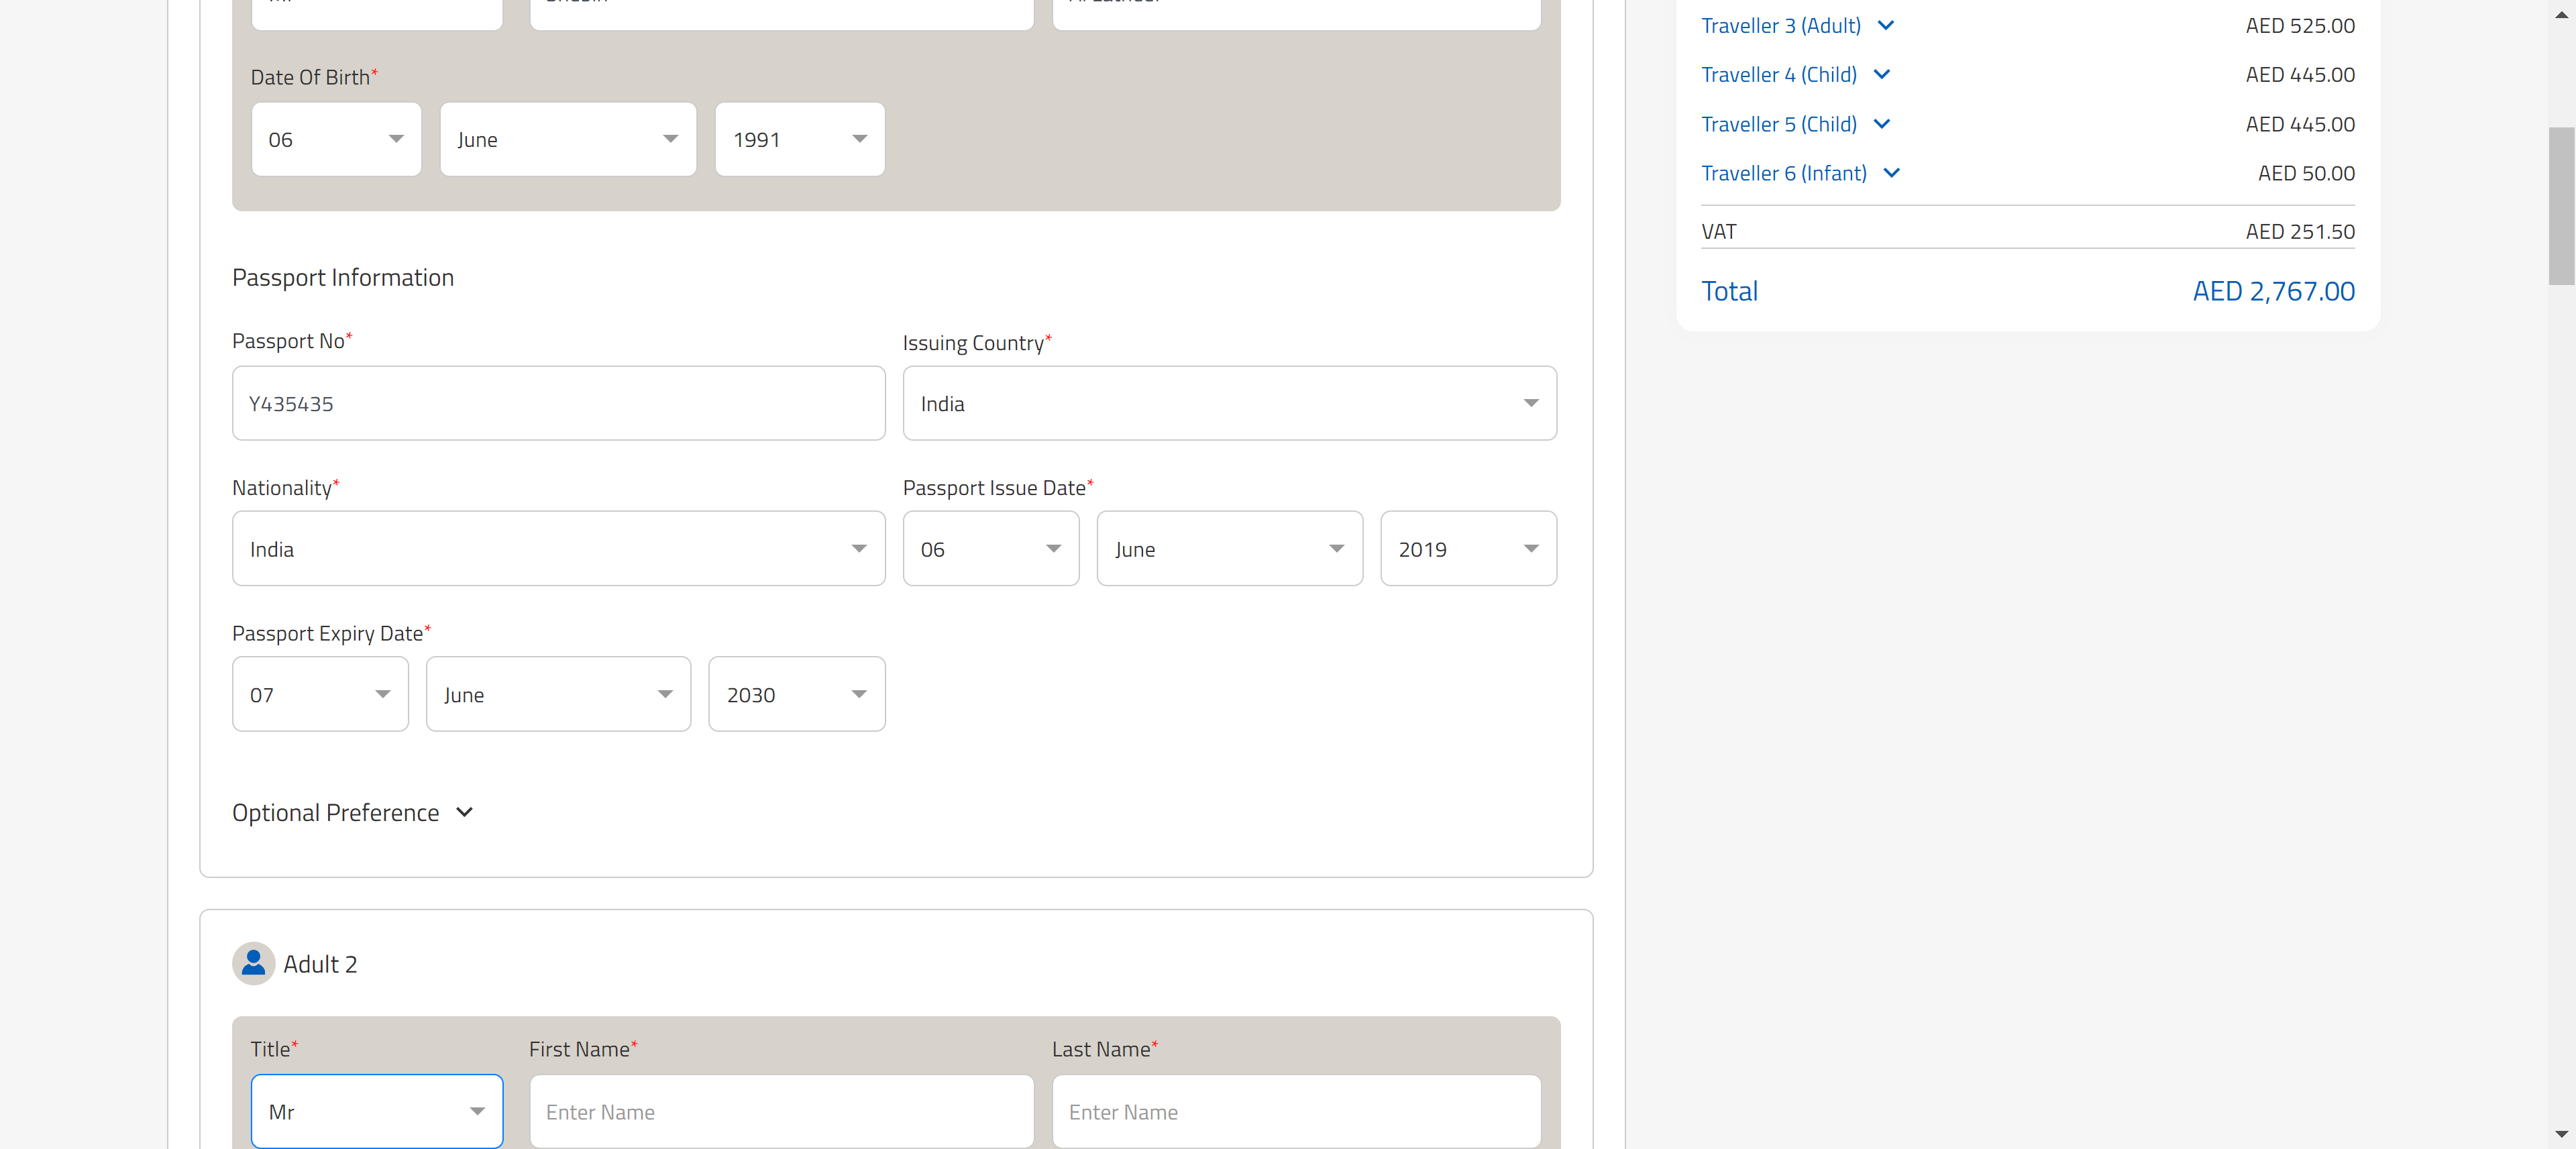 Date Of Birth*
06 June 1991
Passport Information
Passport No* Issuing Country*
Y435435 India
Nationality* Passport Issue Date*
India 06 June 2019
Passport Expiry Date*
07 June 2030
Optional Preference
Adult 2
Title* First Name* Last Name*
Mr Enter Name Enter Name
Traveller 3 (Adult) AED 525.00
Traveller 4 (Child) AED 445.00
Traveller 5 (Child) AED 445.00
Traveller 6 (Infant) AED 50.00
VAT AED 251.50
Total AED 2,767.00